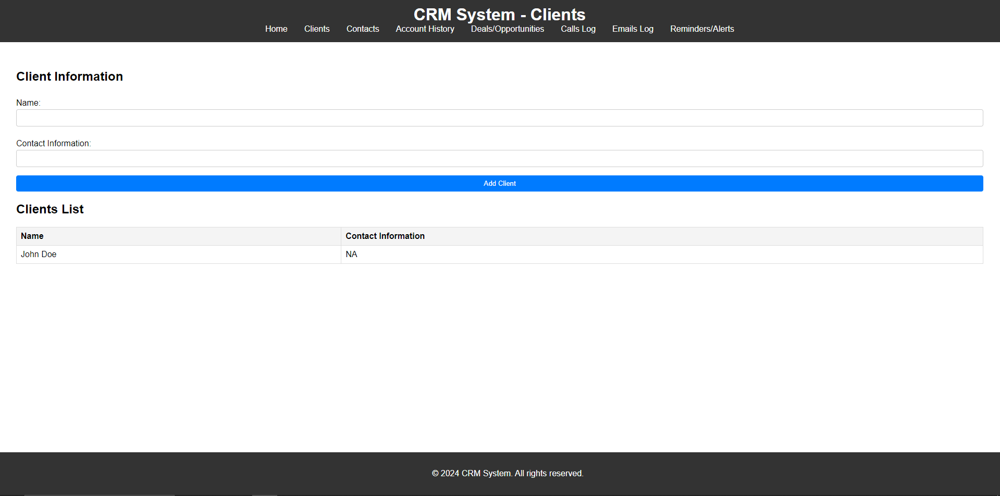 CRM System - Clients
Home Clients Contacts Account History Deals/Opportunities Calls Log Emails Log Reminders/Alerts
Client Information
Name:
Contact Information:
Add Client
Clients List
Name Contact Information
John Doe NA
© 2024 CRM System. All rights reserved.